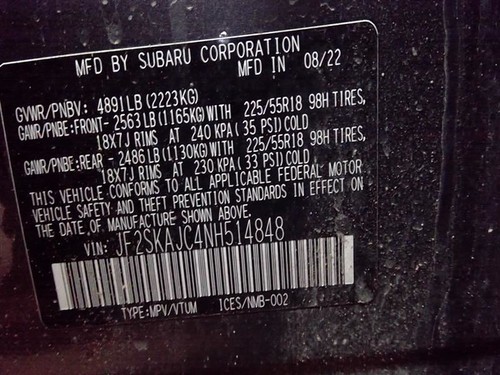 MFD BY SUBARU CORPORATION
MFD IN 08/22
GVWR/PNBV: 4891LB(2223KG)
GAWR/PNBE:FRONT- 2563LB(1165KG)WITH 225/55R18 98H TIRES,
18X7J RIMS AT 240 KPA(35 PSI)COLD
GAWR/PNBE:REAR - 2486LB(1130KG)WITH 225/55R18 98H TIRES,
18X7J RIMS AT 230 KPA(33 PSI)COLD
THIS VEHICLE CONFORMS TO ALL APPLICABLE FEDERAL MOTOR
VEHICLE SAFETY AND THEFT PREVENTION STANDARDS IN EFFECT ON
THE DATE OF MANUFACTURE SHOWN ABOVE.
VIN: JF2SKAJC4NH514848
TYPE:MPV/VTUM ICES/NMB-002